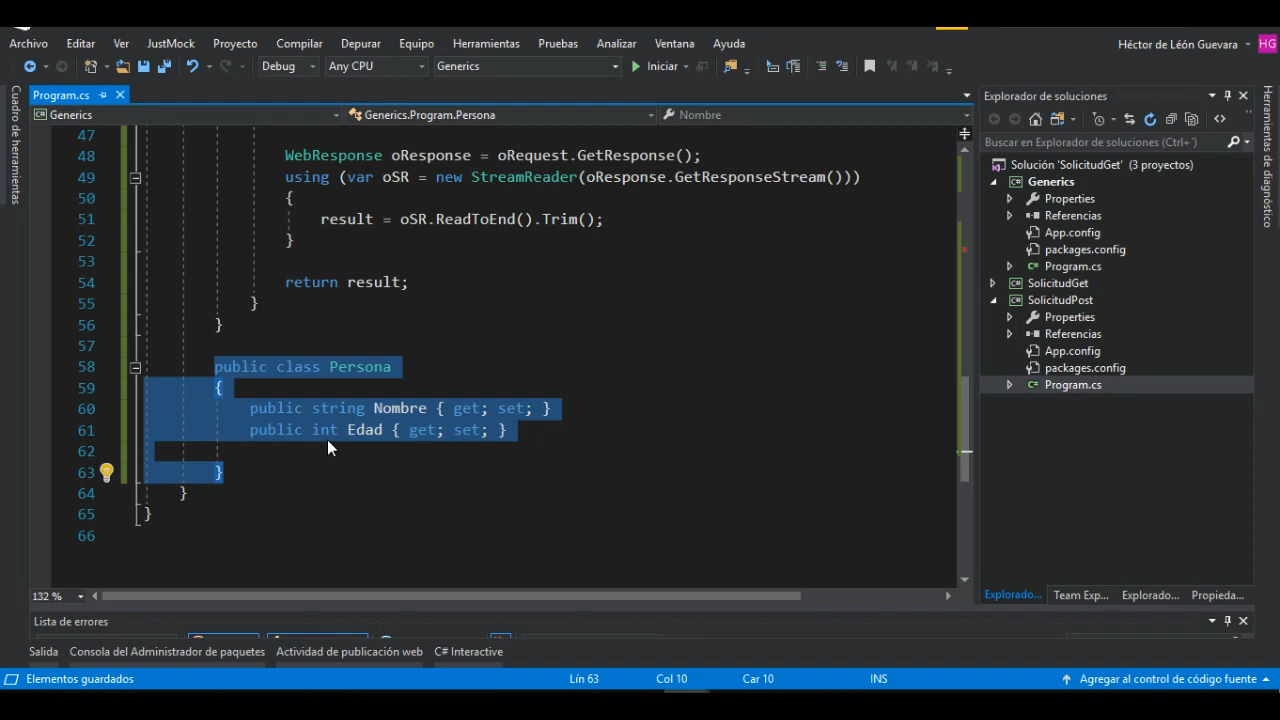 Archivo Editar Ver JustMock Proyecto Compilar Depurar Equipo Herramientas Pruebas Analizar Ventana Ayuda Héctor de León Guevara HG
Debug Any CPU Generics Iniciar
Cuadro de herramientas
Program.cs
Generics Generics.Program.Persona Nombre
47
48 WebResponse oResponse = oRequest.GetResponse();
49 using (var oSR = new StreamReader(oResponse.GetResponseStream()))
50 {
51 result = oSR.ReadToEnd().Trim();
52 }
53
54 return result;
55 }
56 }
57
58 public class Persona
59 {
60 public string Nombre { get; set; }
61 public int Edad { get; set; }
62
63 }
64 }
65 }
66
132 %
Explorador de soluciones
Buscar en Explorador de soluciones (Ctrl+')
Solución 'SolicitudGet' (3 proyectos)
Generics
Properties
Referencias
App.config
packages.config
C# Program.cs
C# SolicitudGet
C# SolicitudPost
Properties
Referencias
App.config
packages.config
C# Program.cs
Explorado... Team Exp... Explorado... Propieda...
Herramientas de diagnóstico
Lista de errores
Salida Consola del Administrador de paquetes Actividad de publicación web C# Interactive
Elementos guardados Lín 63 Col 10 Car 10 INS Agregar al control de código fuente